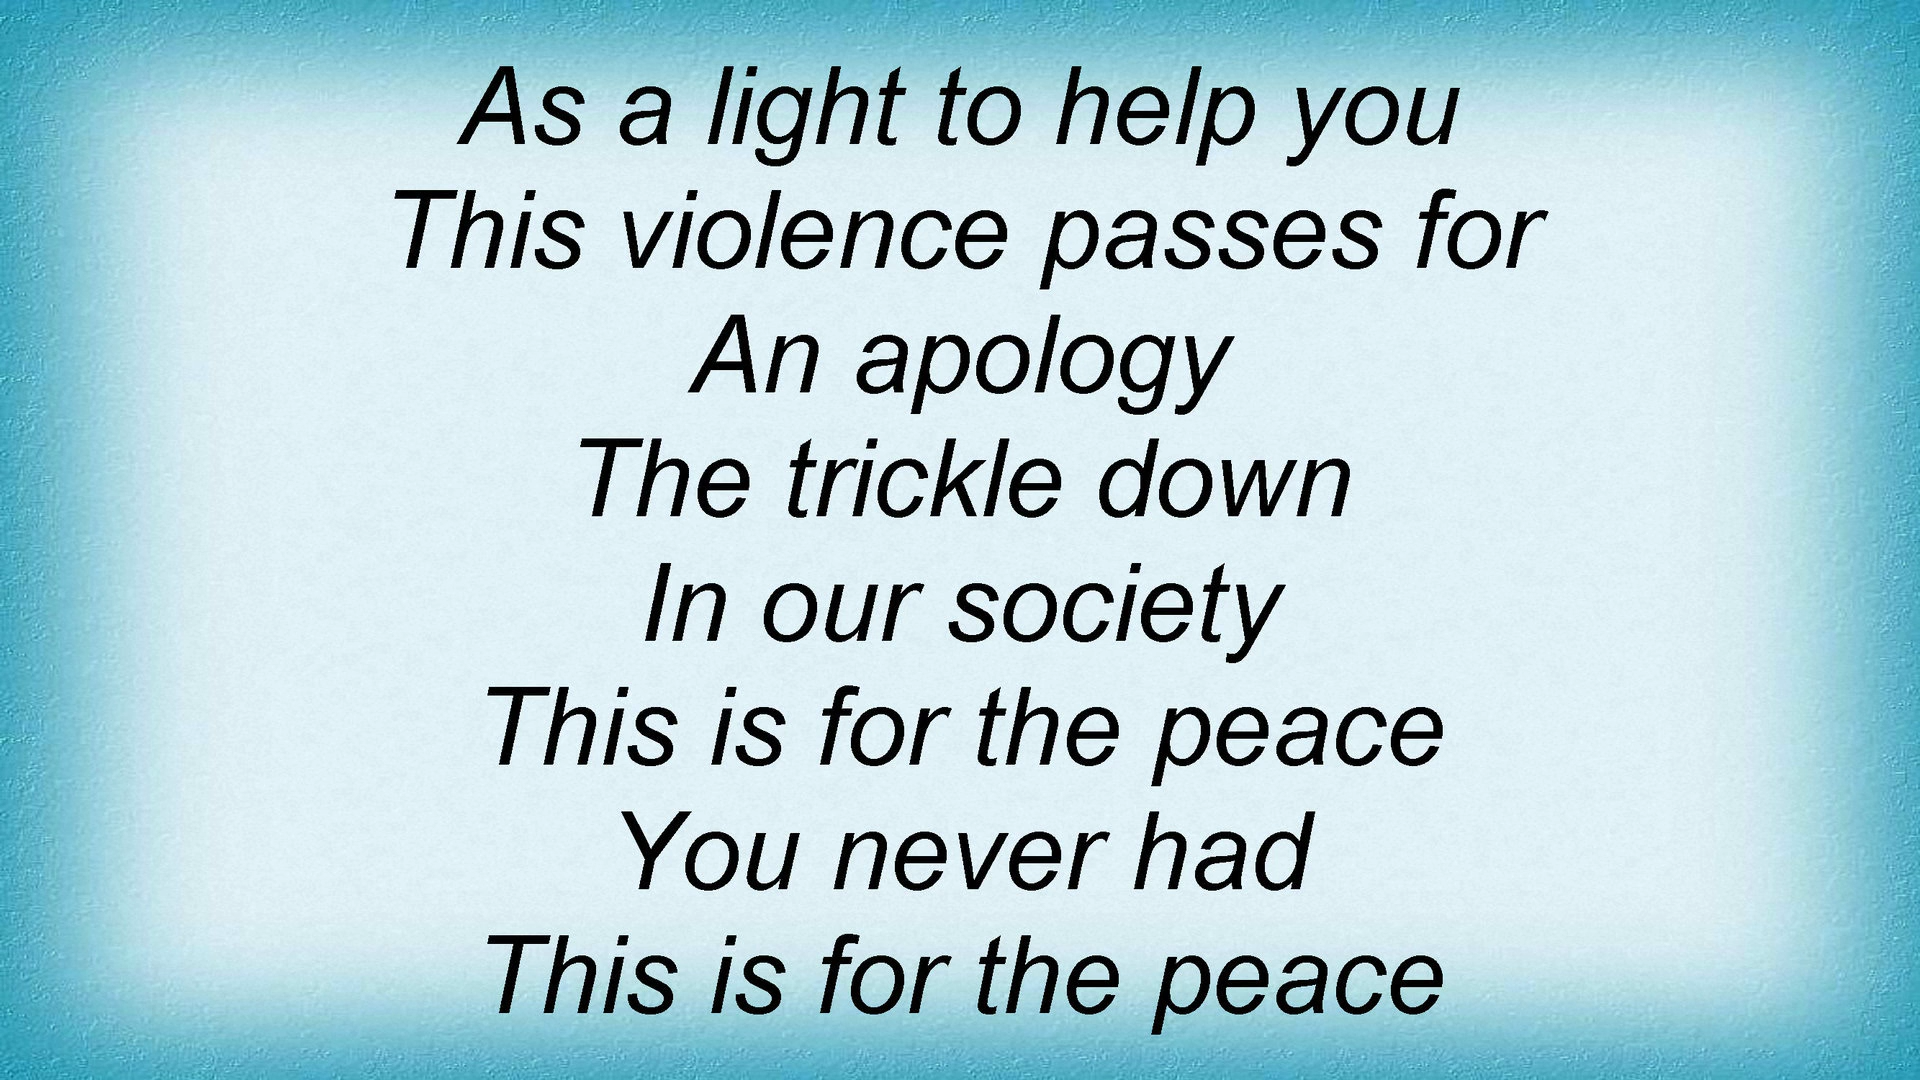 As a light to help you
This violence passes for
An apology
The trickle down
In our society
This is for the peace
You never had
This is for the peace